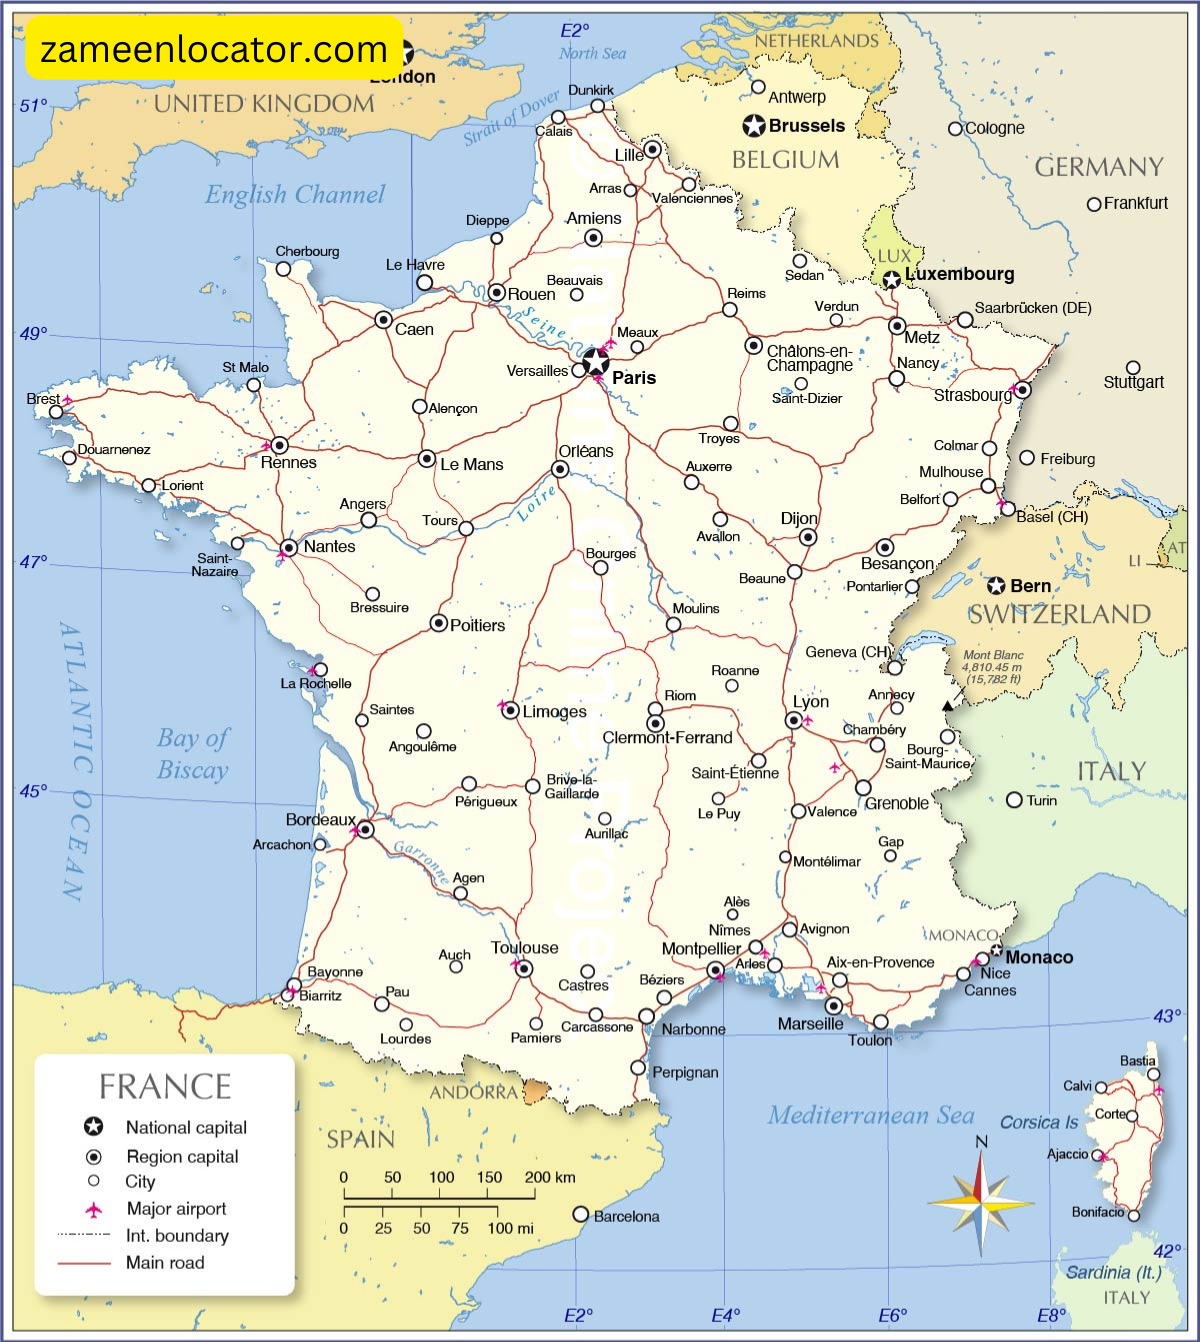 zameenlocator.com
London
E2°
North Sea
NETHERLANDS
51°
UNITED KINGDOM
Strait of Dover
Dunkirk
Calais
Antwerp
Brussels
BELGIUM
Cologne
GERMANY
Frankfurt
English Channel
Lille
Arras
Valenciennes
Dieppe
Amiens
Cherbourg
Le Havre
Rouen
Beauvais
Sedan
LUX
Luxembourg
Reims
Verdun
Saarbrücken (DE)
49°
Caen
Seine
Meaux
Metz
Châlons-en-
Champagne
Versailles
Paris
Nancy
Saint-Dizier
Strasbourg
Stuttgart
St Malo
Brest
Alençon
Troyes
Douarnenez
Rennes
Le Mans
Orléans
Colmar
Freiburg
Lorient
Auxerre
Mulhouse
Belfort
Basel (CH)
Angers
Tours
Loire
Avallon
Dijon
Nantes
Saint-
Nazaire
47°
Bourges
Beaune
Besançon
Pontarlier
LI
AT
Bern
SWITZERLAND
Bressuire
Poitiers
Moulins
Geneva (CH)
Mont Blanc
4,810.45 m
(15,782 ft)
ATLANTIC OCEAN
La Rochelle
Roanne
Riom
Annecy
Saintes
Limoges
Lyon
Angoulême
Clermont-Ferrand
Chambéry
Bourg-
Saint-Maurice
Bay of
Biscay
Saint-Étienne
ITALY
45°
Périgueux
Brive-la-
Gaillarde
Le Puy
Grenoble
Turin
Valence
Bordeaux
Aurillac
Arcachon
Garronne
Gap
Montélimar
Agen
Alès
Nîmes
Avignon
MONACO
Toulouse
Montpellier
Monaco
Auch
Arles
Aix-en-Provence
Nice
Cannes
Bayonne
Biarritz
Castres
Béziers
Pau
Lourdes
Pamiers
Carcassonne
Narbonne
Marseille
Toulon
43°
Perpignan
ANDORRA
Bastia
Calvi
Corte
Corsica Is
Ajaccio
Bonifacio
Mediterranean Sea
SPAIN
FRANCE
National capital
Region capital
City
Major airport
Int. boundary
Main road
0 50 100 150 200 km
0 25 50 75 100 mi
Barcelona
N
42°
Sardinia (It.)
ITALY
E2°
E4°
E6°
E8°